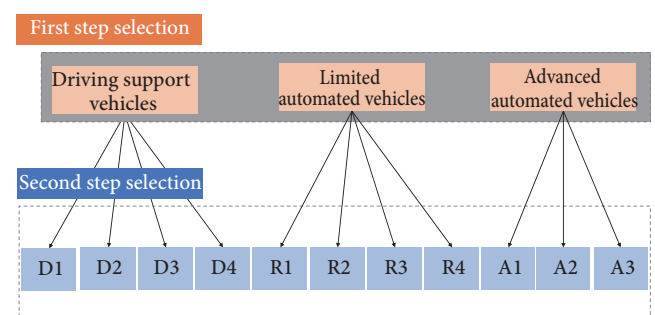 First step selection
Driving support
vehicles
Limited
automated vehicles
Advanced
automated vehicles
Second step selection
D1 D2 D3 D4 R1 R2 R3 R4 A1 A2 A3